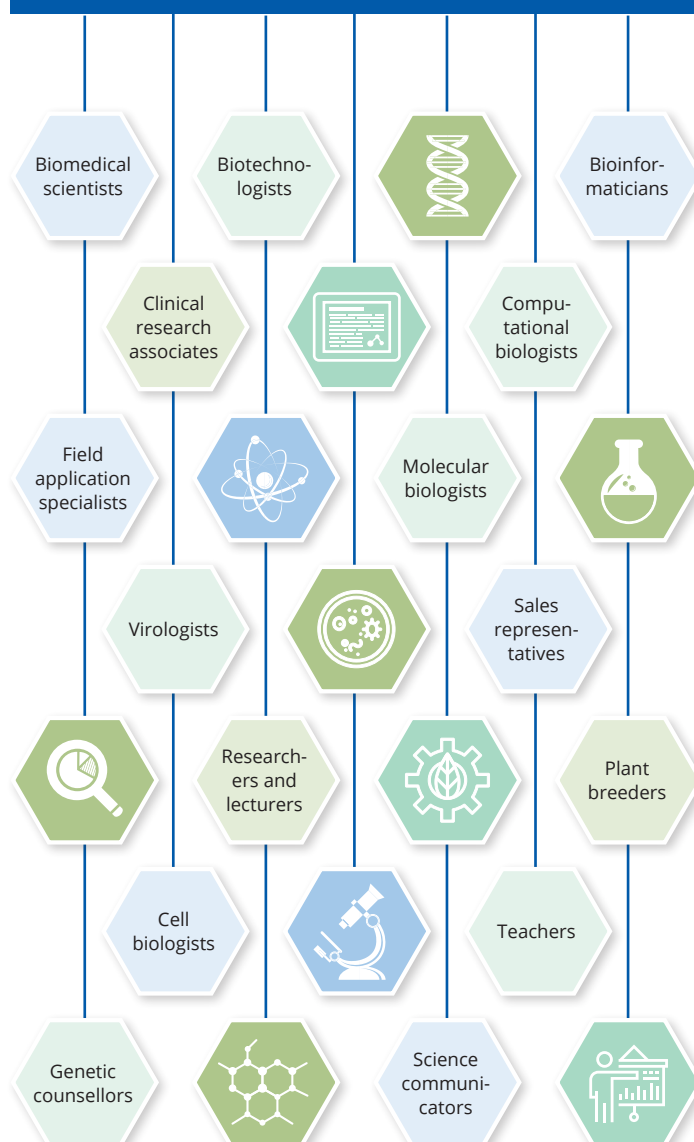 Biomedical
scientists
Biotechno-
logists
Bioinfor-
maticians
Clinical
research
associates
Compu-
tational
biologists
Field
application
specialists
Molecular
biologists
Virologists
Sales
represen-
tatives
Research-
ers and
lecturers
Plant
breeders
Cell
biologists
Teachers
Genetic
counsellors
Science
communi-
cators